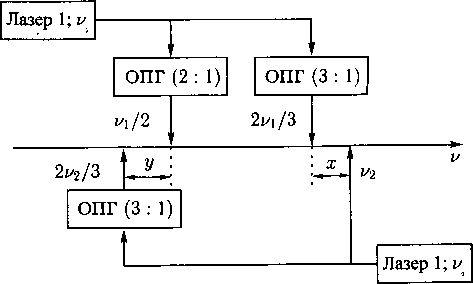 Лазер 1; ν
ОПГ (2 : 1)
ОПГ (3 : 1)
ν₁/2
2ν₁/3
ν
2ν₂/3
y
x
ν₂
ОПГ (3 : 1)
Лазер 1; ν